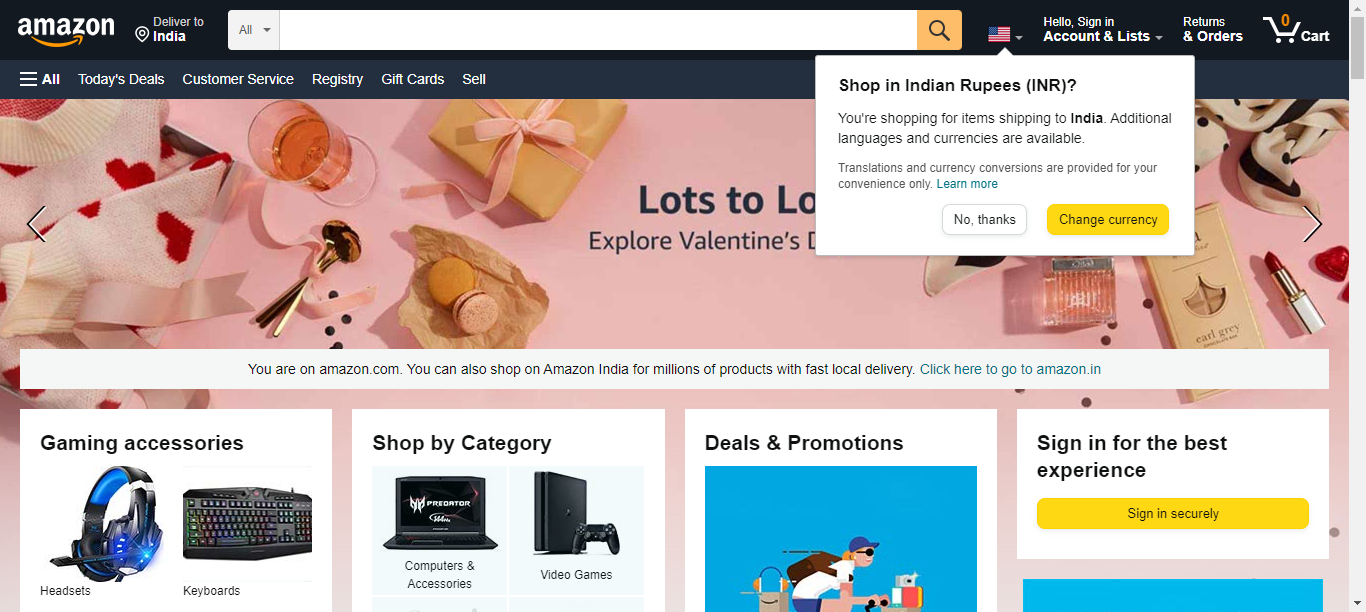 amazon
Deliver to
India
All
Hello, Sign in
Account & Lists
Returns
& Orders
0
Cart
All
Today's Deals
Customer Service
Registry
Gift Cards
Sell
Shop in Indian Rupees (INR)?
You're shopping for items shipping to India. Additional
languages and currencies are available.
Translations and currency conversions are provided for your
convenience only. Learn more
No, thanks
Change currency
Lots to Lo
Explore Valentine's D
earl grey
You are on amazon.com. You can also shop on Amazon India for millions of products with fast local delivery. Click here to go to amazon.in
Gaming accessories
Headsets
Keyboards
Shop by Category
PREDATOR
Computers &
Accessories
Video Games
Deals & Promotions
Sign in for the best
experience
Sign in securely